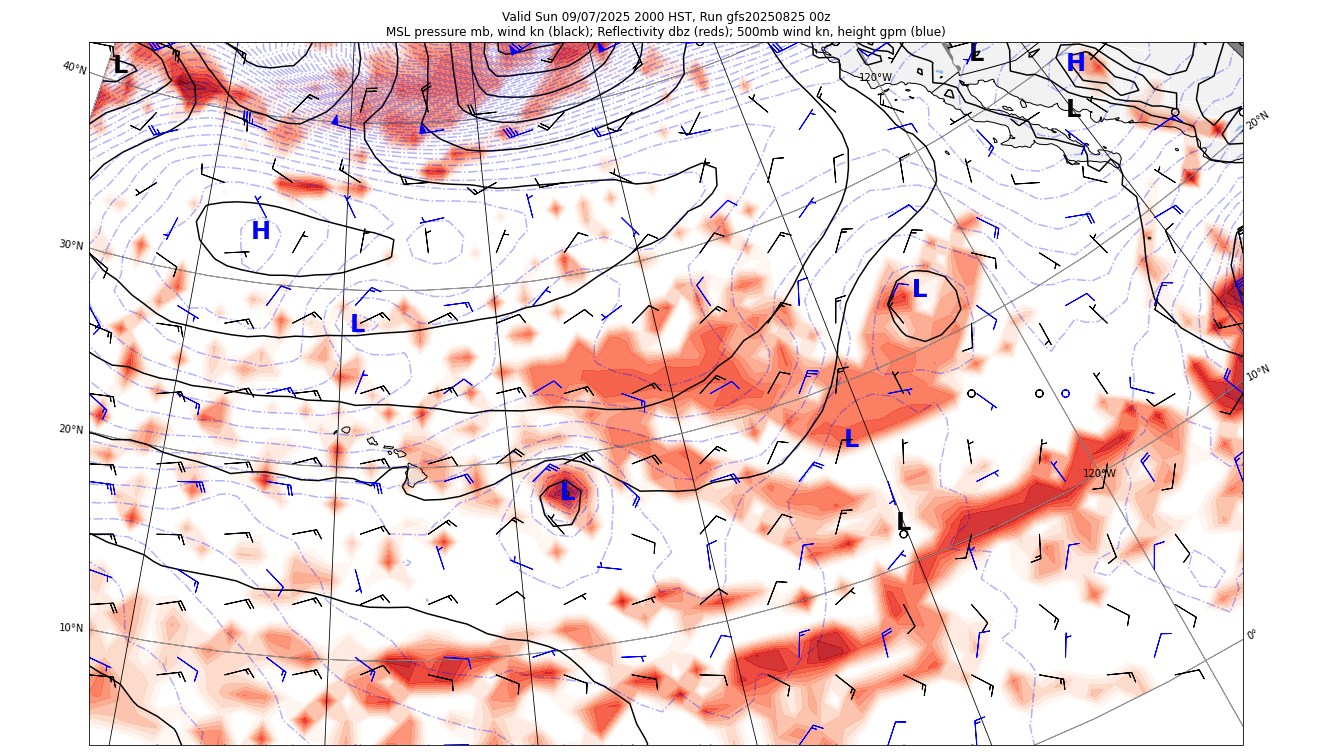 Valid Sun 09/07/2025 2000 HST, Run gfs20250825 00z
MSL pressure mb, wind kn (black); Reflectivity dbz (reds); 500mb wind kn, height gpm (blue)
L
H
40°N
L
120°W
L
20°N
H
30°N
L
L
10°N
20°N
L
120°W
L
L
10°N
0°